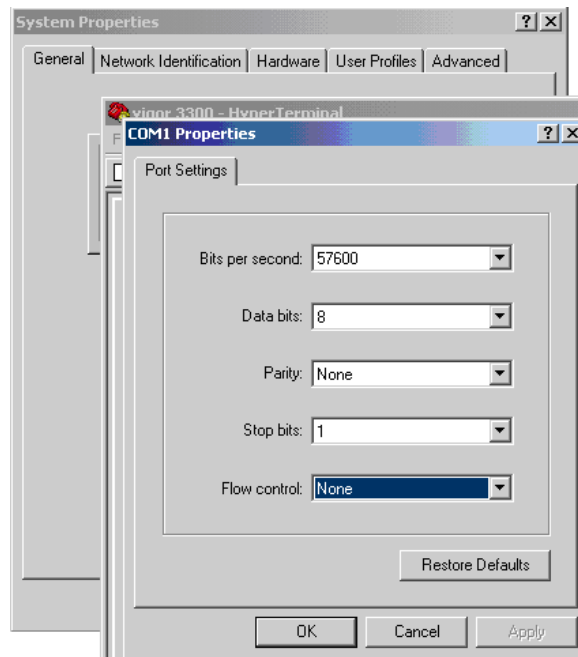 System Properties
General Network Identification Hardware User Profiles Advanced
vigor 3300 - HyperTerminal
F
COM1 Properties
Port Settings
Bits per second: 57600
Data bits: 8
Parity: None
Stop bits: 1
Flow control: None
Restore Defaults
OK Cancel Apply